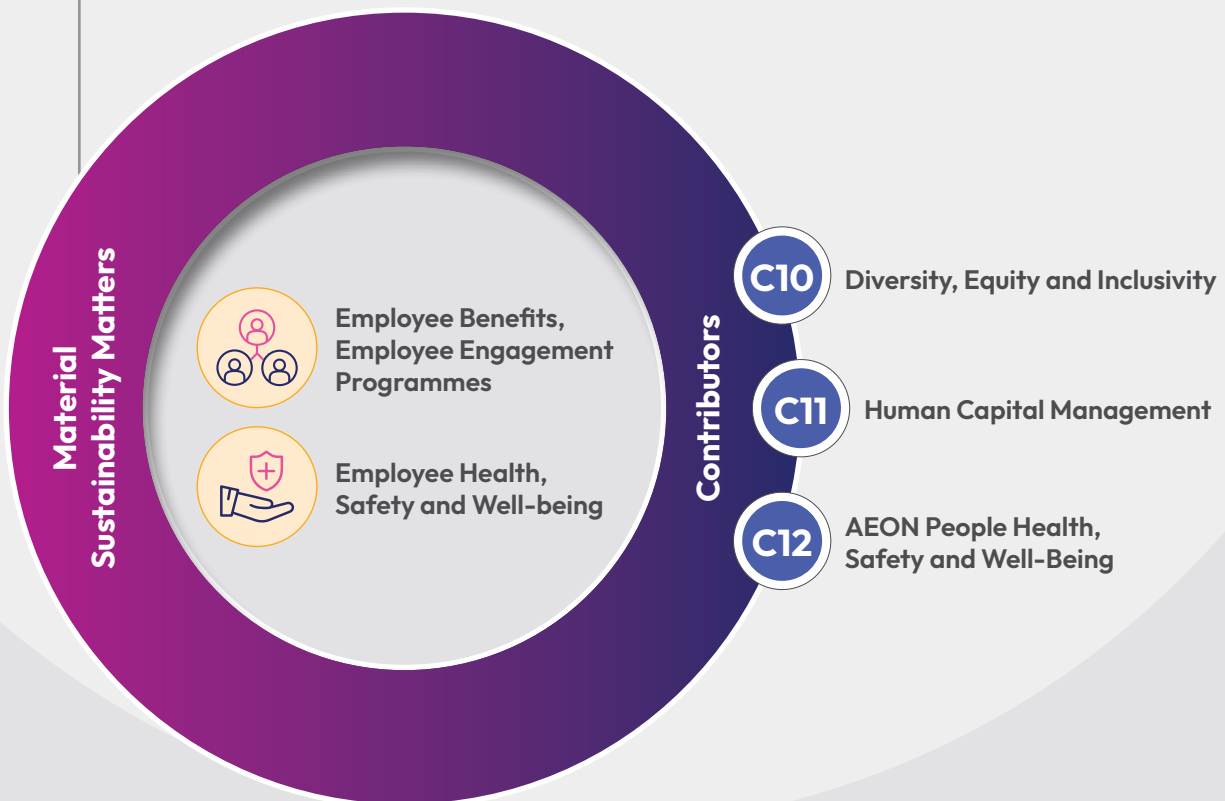 Material
Sustainability Matters
Employee Benefits,
Employee Engagement
Programmes
Employee Health,
Safety and Well-being
Contributors
C10
Diversity, Equity and Inclusivity
C11
Human Capital Management
C12
AEON People Health,
Safety and Well-Being